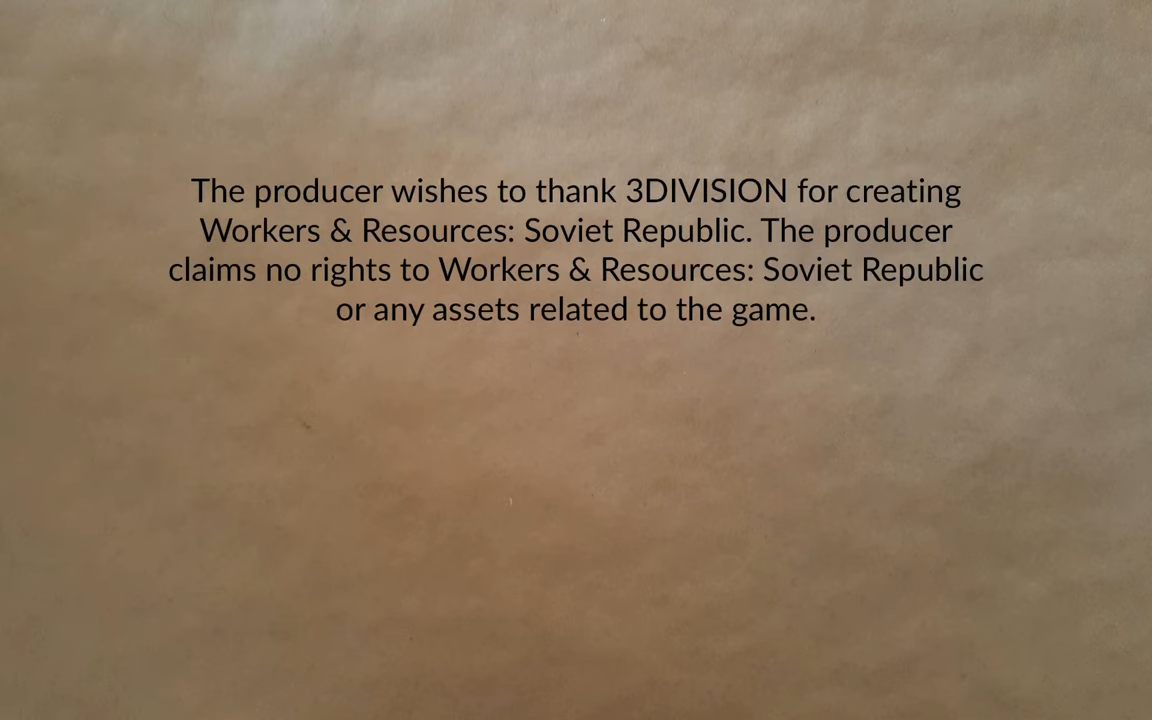 The producer wishes to thank 3DIVISION for creating
Workers & Resources: Soviet Republic. The producer
claims no rights to Workers & Resources: Soviet Republic
or any assets related to the game.